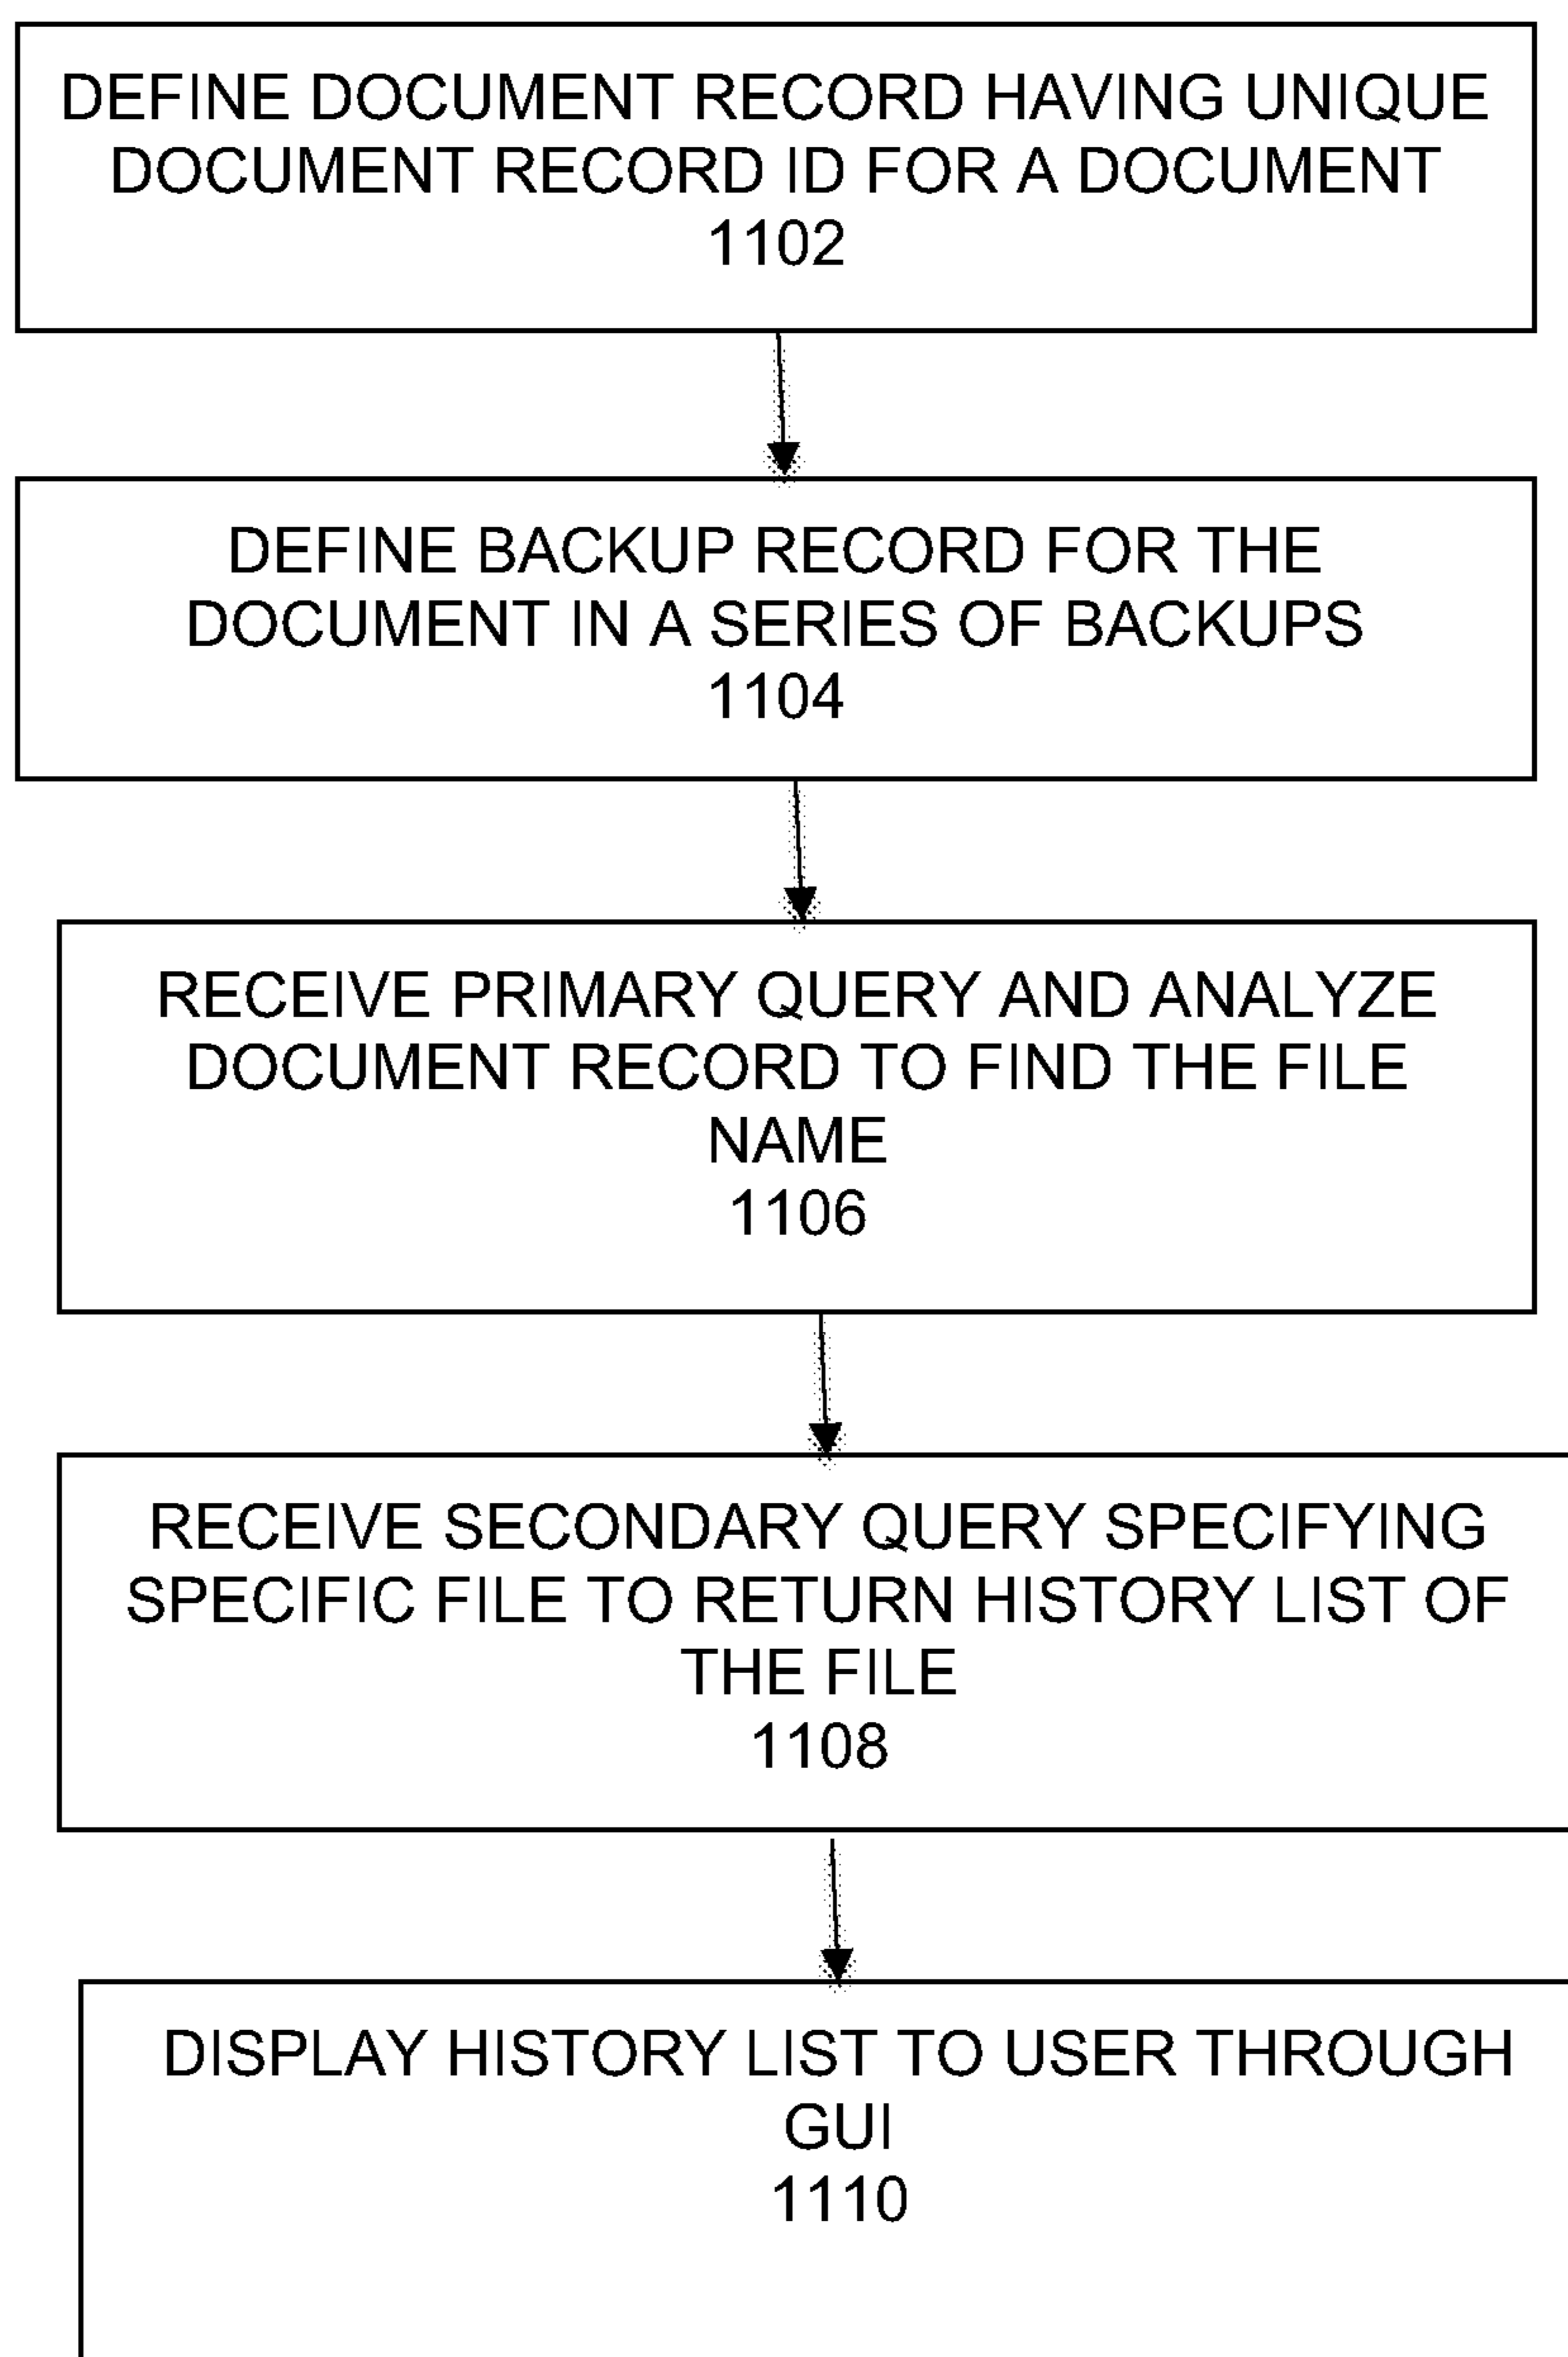 DEFINE DOCUMENT RECORD HAVING UNIQUE
DOCUMENT RECORD ID FOR A DOCUMENT
1102
DEFINE BACKUP RECORD FOR THE
DOCUMENT IN A SERIES OF BACKUPS
1104
RECEIVE PRIMARY QUERY AND ANALYZE
DOCUMENT RECORD TO FIND THE FILE
NAME
1106
RECEIVE SECONDARY QUERY SPECIFYING
SPECIFIC FILE TO RETURN HISTORY LIST OF
THE FILE
1108
DISPLAY HISTORY LIST TO USER THROUGH
GUI
1110